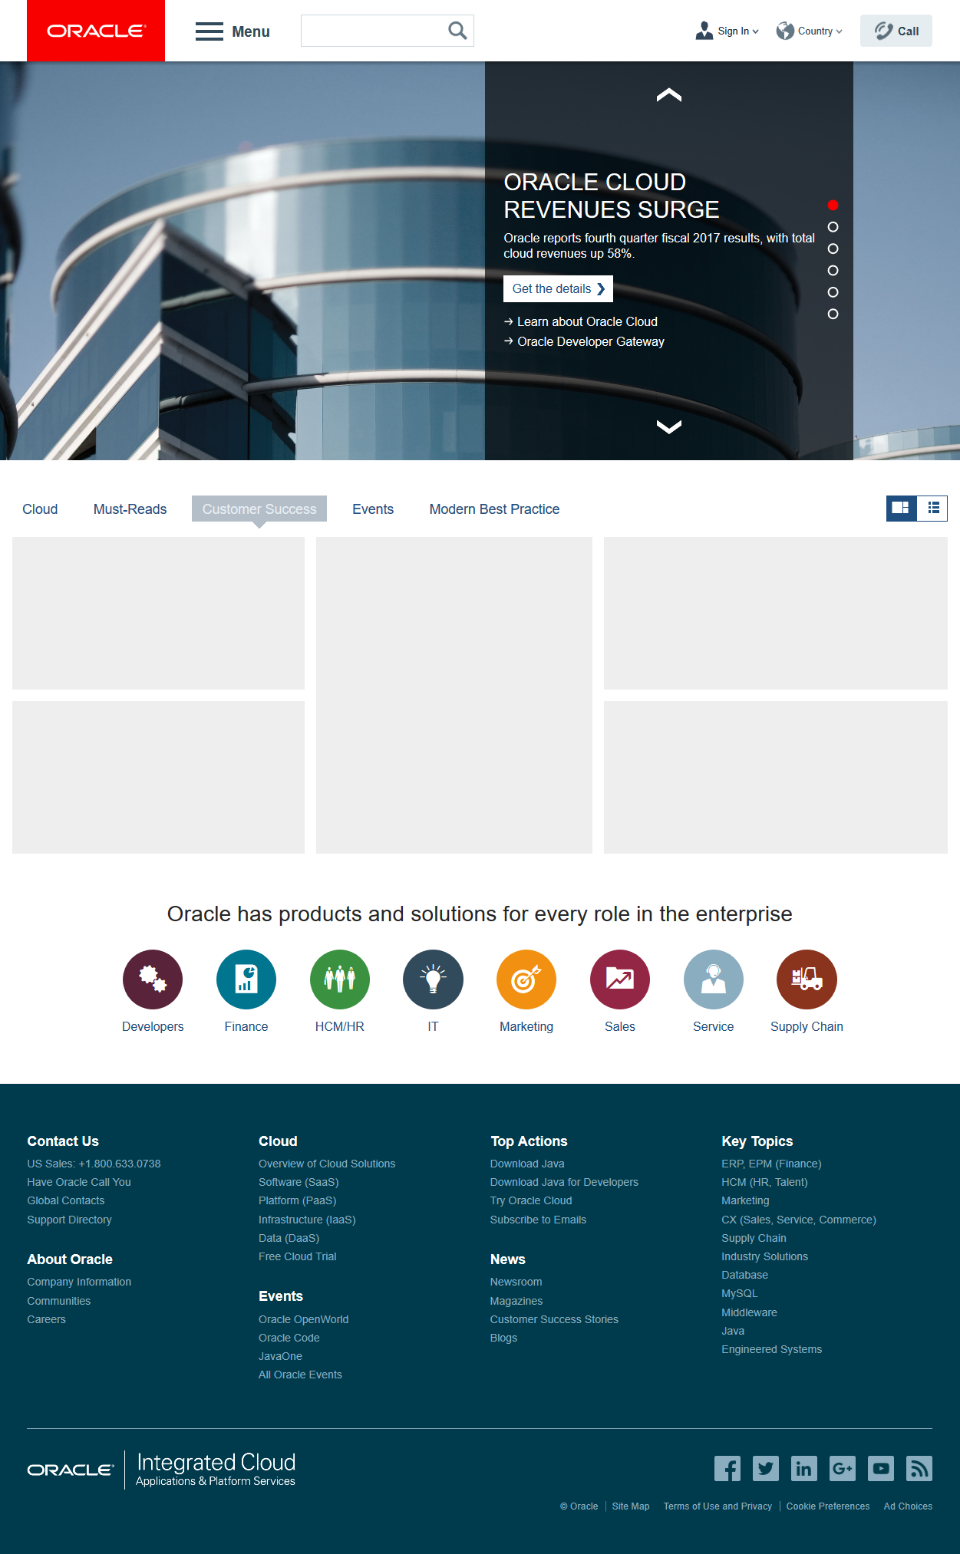 ORACLE
Menu
Sign In
Country
Call
ORACLE CLOUD
REVENUES SURGE
Oracle reports fourth quarter fiscal 2017 results, with total
cloud revenues up 58%.
Get the details
Learn about Oracle Cloud
Oracle Developer Gateway
Cloud
Must-Reads
Customer Success
Events
Modern Best Practice
Oracle has products and solutions for every role in the enterprise
Developers
Finance
HCM/HR
IT
Marketing
Sales
Service
Supply Chain
Contact Us
US Sales: +1.800.633.0738
Have Oracle Call You
Global Contacts
Support Directory
About Oracle
Company Information
Communities
Careers
Cloud
Overview of Cloud Solutions
Software (SaaS)
Platform (PaaS)
Infrastructure (IaaS)
Data (DaaS)
Free Cloud Trial
Events
Oracle OpenWorld
Oracle Code
JavaOne
All Oracle Events
Top Actions
Download Java
Download Java for Developers
Try Oracle Cloud
Subscribe to Emails
News
Newsroom
Magazines
Customer Success Stories
Blogs
Key Topics
ERP, EPM (Finance)
HCM (HR, Talent)
Marketing
CX (Sales, Service, Commerce)
Supply Chain
Industry Solutions
Database
MySQL
Middleware
Java
Engineered Systems
ORACLE
Integrated Cloud
Applications & Platform Services
© Oracle
Site Map
Terms of Use and Privacy
Cookie Preferences
Ad Choices